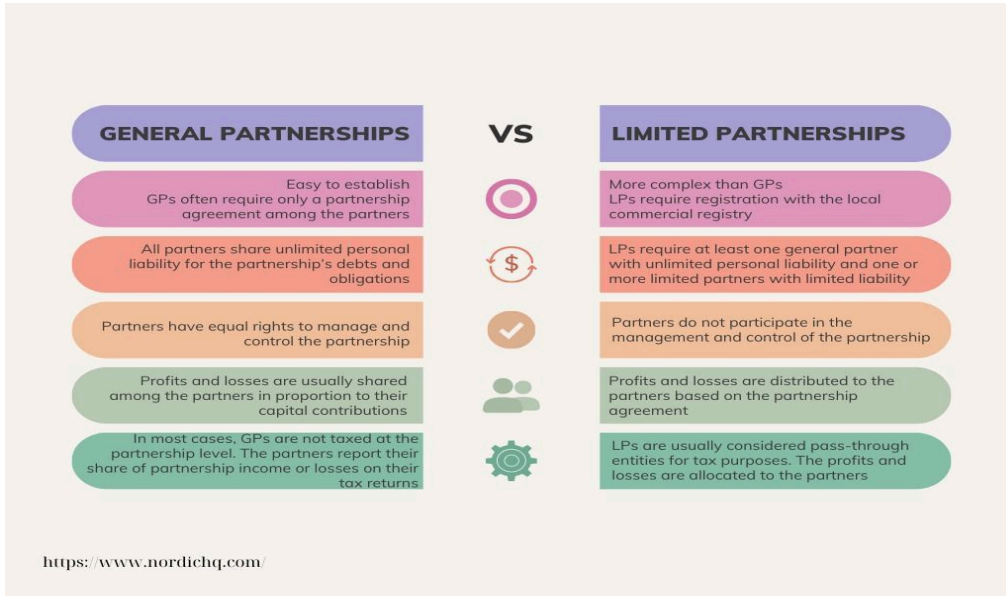 GENERAL PARTNERSHIPS
VS
LIMITED PARTNERSHIPS
Easy to establish
GPs often require only a partnership
agreement among the partners
More complex than GPs
LPs require registration with the local
commercial registry
All partners share unlimited personal
liability for the partnership's debts and
obligations
$
LPs require at least one general partner
with unlimited personal liability and one or
more limited partners with limited liability
Partners have equal rights to manage and
control the partnership
Partners do not participate in the
management and control of the partnership
Profits and losses are usually shared
among the partners in proportion to their
capital contributions
Profits and losses are distributed to the
partners based on the partnership
agreement
In most cases, GPs are not taxed at the
partnership level. The partners report their
share of partnership income or losses on their
tax returns
LPs are usually considered pass-through
entities for tax purposes. The profits and
losses are allocated to the partners
https://www.nordichq.com/